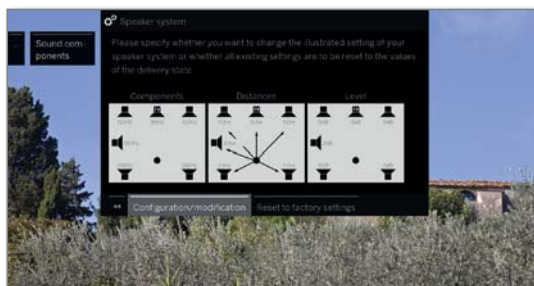 Speaker system
Sound com-
ponents
Please specify whether you want to change the illustrated setting of your
speaker system or whether all existing settings are to be reset to the values
of the delivery state.
Components
Distances
Level
Configuration/modification
Reset to factory settings